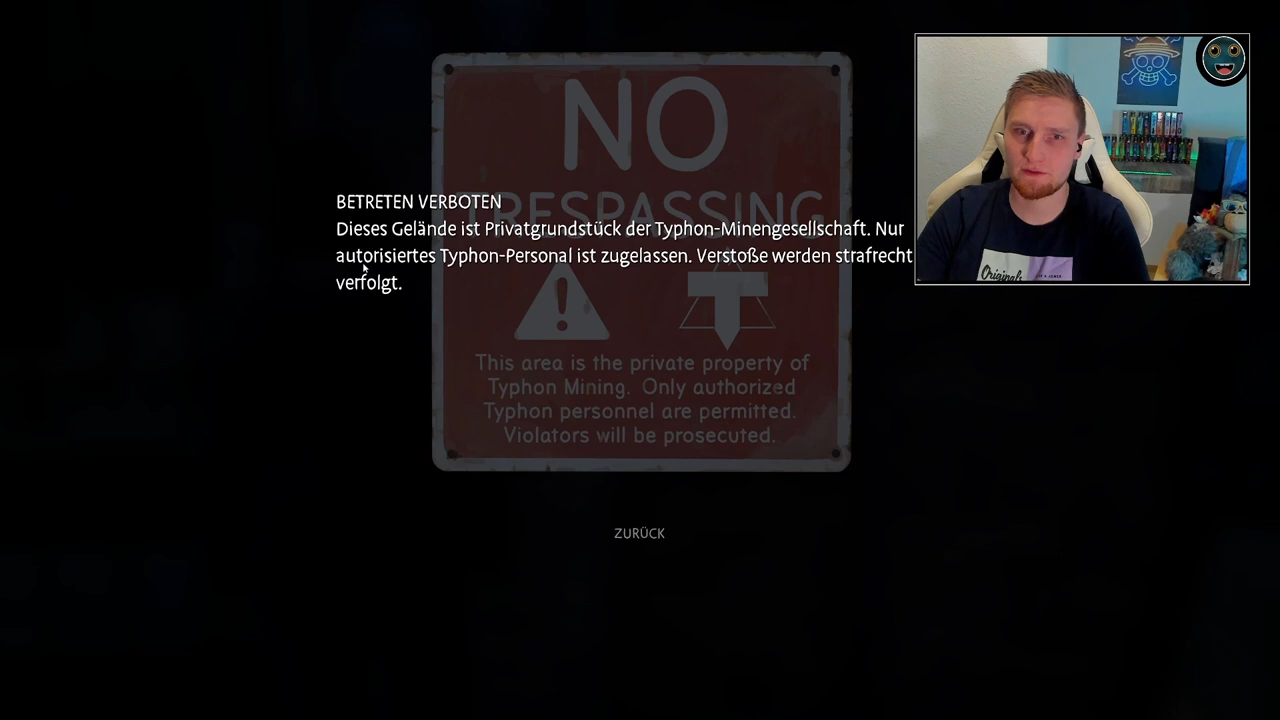 NO
TRESPASSING
BETRETEN VERBOTEN
Dieses Gelände ist Privatgrundstück der Typhon-Minengesellschaft. Nur
autorisiertes Typhon-Personal ist zugelassen. Verstoße werden strafrecht
verfolgt.
This area is the private property of
Typhon Mining. Only authorized
Typhon personnel are permitted.
Violators will be prosecuted.
ZURÜCK
Originals